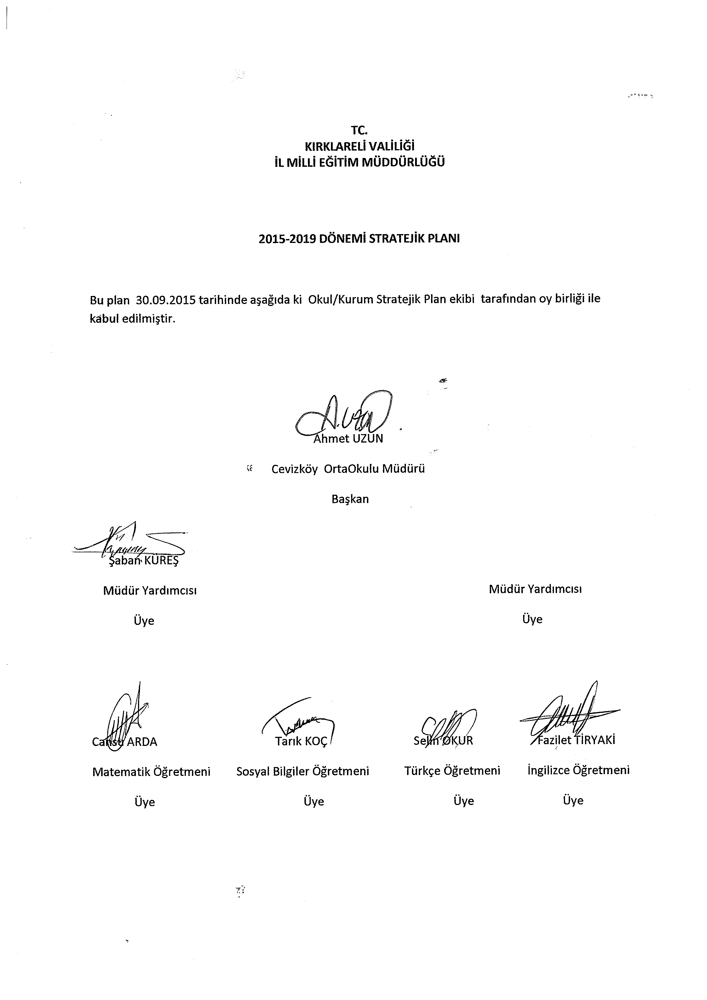 TC.
KIRKLARELİ VALİLİĞİ
İL MİLLİ EĞİTİM MÜDDÜRLÜĞÜ
2015-2019 DÖNEMİ STRATEJİK PLANI
Bu plan 30.09.2015 tarihinde aşağıda ki Okul/Kurum Stratejik Plan ekibi tarafından oy birliği ile
kabul edilmiştir.
A.Uzun
Ahmet UZUN
Cevizköy OrtaOkulu Müdürü
Başkan
Şaban KÜREŞ
Müdür Yardımcısı Müdür Yardımcısı
Üye Üye
Cansu ARDA Tarık KOÇ Selin OKUR Fazilet TİRYAKİ
Matematik Öğretmeni Sosyal Bilgiler Öğretmeni Türkçe Öğretmeni İngilizce Öğretmeni
Üye Üye Üye Üye